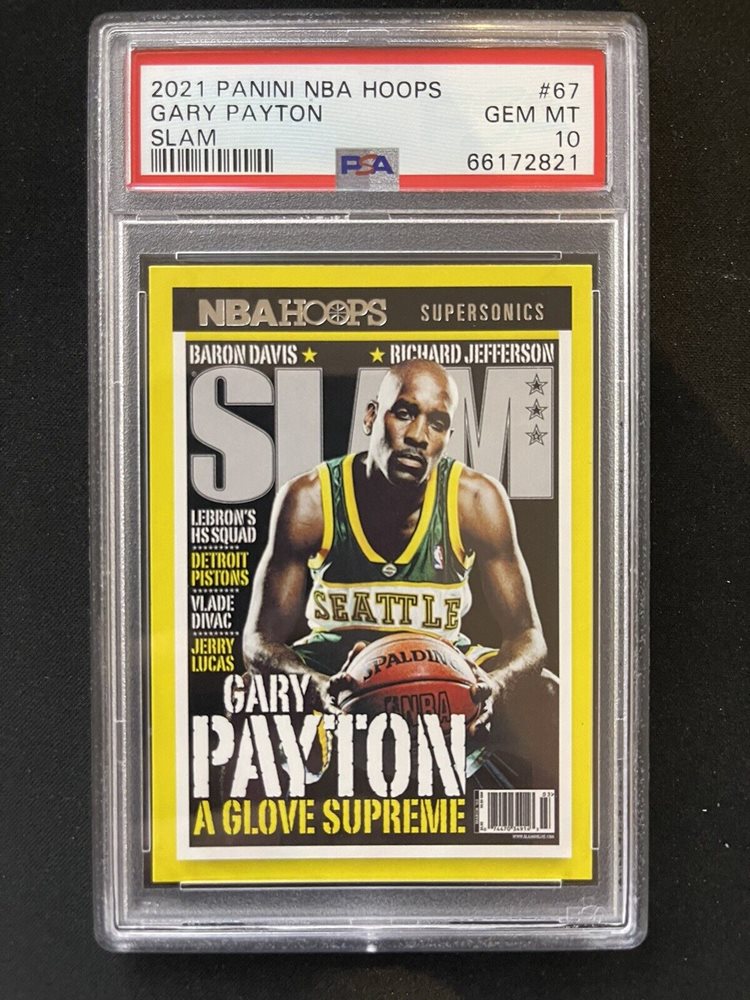 2021 PANINI NBA HOOPS #67
GARY PAYTON GEM MT
SLAM 10
PSA 66172821
NBA HOOPS SUPERSONICS
BARON DAVIS ★ ★ RICHARD JEFFERSON
SLAM
LEBRON'S
HS SQUAD
DETROIT
PISTONS
VLADE
DIVAC
JERRY
LUCAS
SEATTLE
SPALDING
NBA
GARY
PAYTON
A GLOVE SUPREME
03>